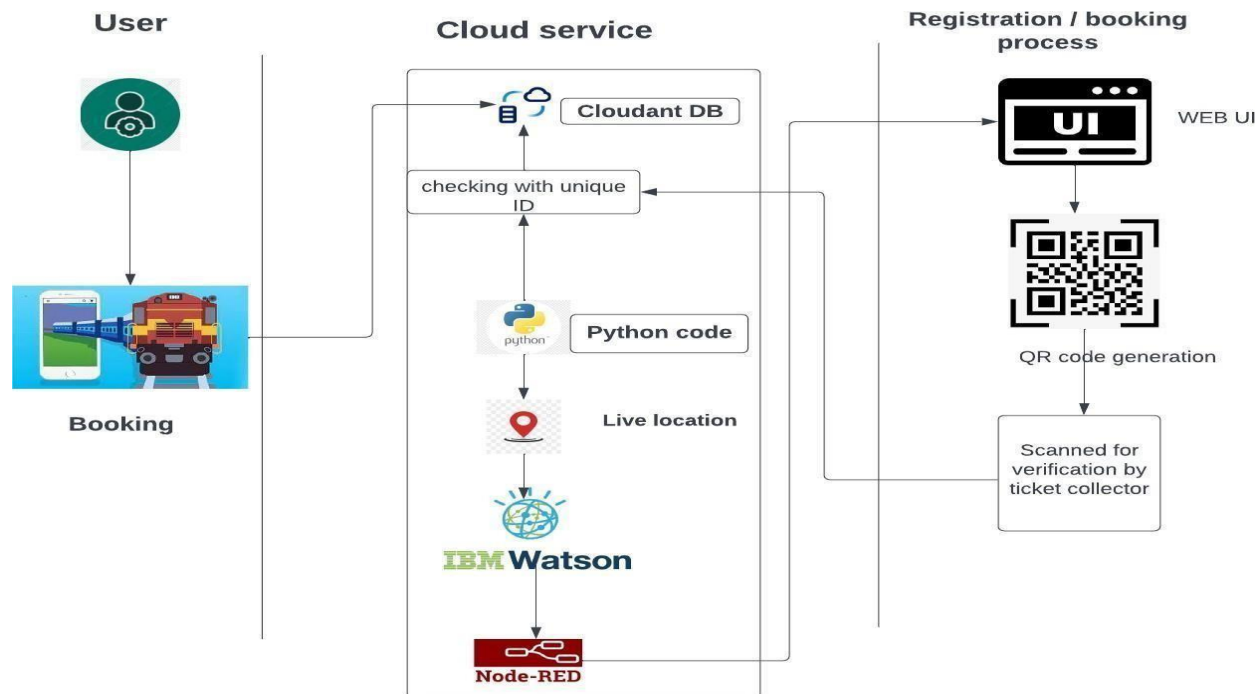 User
Booking
Cloud service
Cloudant DB
checking with unique
ID
python
Python code
Live location
IBM Watson
Node-RED
Registration / booking
process
UI
WEB UI
QR code generation
Scanned for
verification by
ticket collector